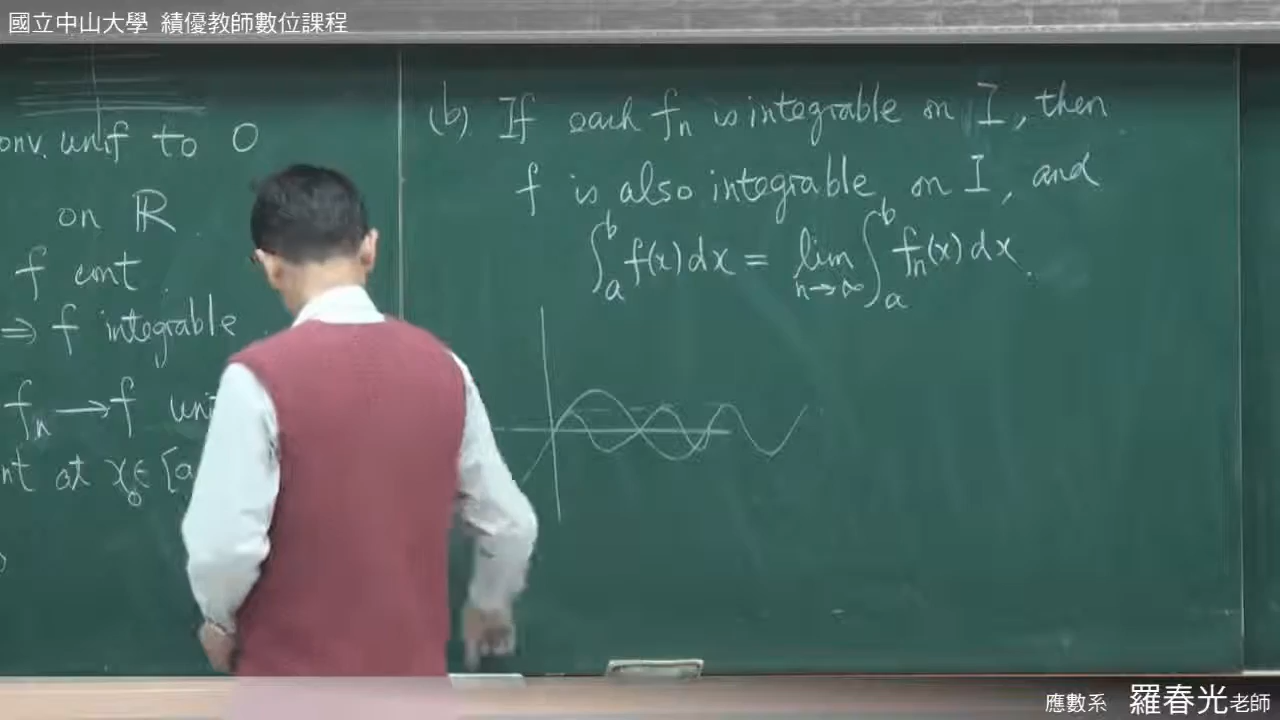 國立中山大學 績優教師數位課程
onv. unif to 0
on ℝ
f cont
⇒ f integrable
fₙ → f uni
nt at x₀ ∈ [a
(b) If each fₙ is integrable on I, then
f is also integrable on I, and
∫ₐᵇ f(x) dx = lim_{n→∞} ∫ₐᵇ fₙ(x) dx.
應數系 羅春光老師